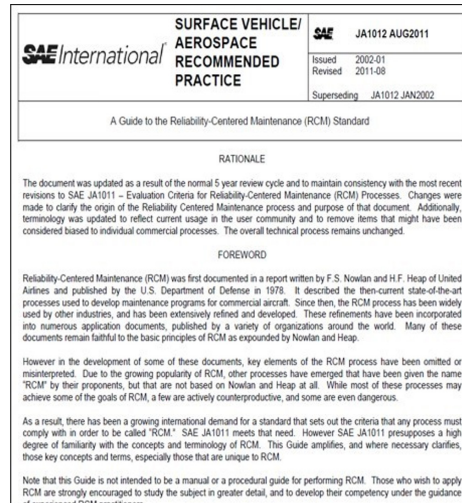 SAE International
SURFACE VEHICLE/
AEROSPACE
RECOMMENDED
PRACTICE
SAE JA1012 AUG2011
Issued 2002-01
Revised 2011-08
Superseding JA1012 JAN2002
A Guide to the Reliability-Centered Maintenance (RCM) Standard
RATIONALE
The document was updated as a result of the normal 5 year review cycle and to maintain consistency with the most recent
revisions to SAE JA1011 – Evaluation Criteria for Reliability-Centered Maintenance (RCM) Processes. Changes were
made to clarify the origin of the Reliability Centered Maintenance process and purpose of that document. Additionally,
terminology was updated to reflect current usage in the user community and to remove items that might have been
considered biased to individual commercial processes. The overall technical process remains unchanged.
FOREWORD
Reliability-Centered Maintenance (RCM) was first documented in a report written by F.S. Nowlan and H.F. Heap of United
Airlines and published by the U.S. Department of Defense in 1978. It described the then-current state-of-the-art
processes used to develop maintenance programs for commercial aircraft. Since then, the RCM process has been widely
used by other industries, and has been extensively refined and developed. These refinements have been incorporated
into numerous application documents, published by a variety of organizations around the world. Many of these
documents remain faithful to the basic principles of RCM as expounded by Nowlan and Heap.
However in the development of some of these documents, key elements of the RCM process have been omitted or
misinterpreted. Due to the growing popularity of RCM, other processes have emerged that have been given the name
"RCM" by their proponents, but that are not based on Nowlan and Heap at all. While most of these processes may
achieve some of the goals of RCM, a few are actively counterproductive, and some are even dangerous.
As a result, there has been a growing international demand for a standard that sets out the criteria that any process must
comply with in order to be called "RCM." SAE JA1011 meets that need. However SAE JA1011 presupposes a high
degree of familiarity with the concepts and terminology of RCM. This Guide amplifies, and where necessary clarifies,
those key concepts and terms, especially those that are unique to RCM.
Note that this Guide is not intended to be a manual or a procedural guide for performing RCM. Those who wish to apply
RCM are strongly encouraged to study the subject in greater detail, and to develop their competency under the guidance